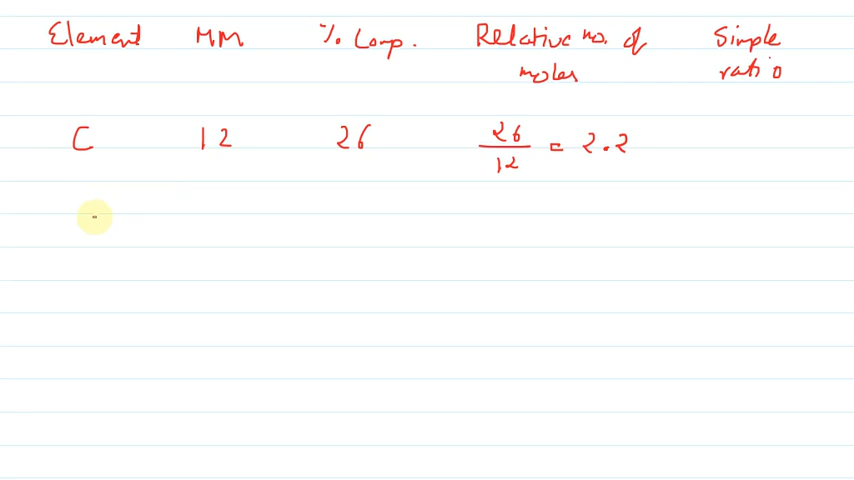 Element MM % Comp. Relative no. of moles Simple ratio
C 12 26 26/12 = 2.2